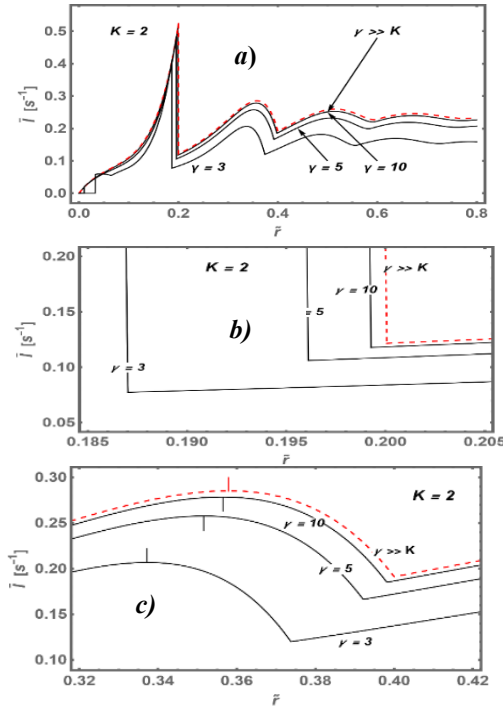 K = 2
a)
γ >> K
0.5
0.4
0.3
0.2
0.1
0.0
γ = 3
γ = 5
γ = 10
Ī [s⁻¹]
0.0 0.2 0.4 0.6 0.8
r̃
K = 2
γ >> K
0.20
0.15
0.10
0.05
γ = 10
= 5
γ = 3
b)
Ī [s⁻¹]
0.185 0.190 0.195 0.200 0.205
r̃
K = 2
0.30
0.25
0.20
0.15
0.10
γ = 10
γ >> K
γ = 5
γ = 3
c)
Ī [s⁻¹]
0.32 0.34 0.36 0.38 0.40 0.42
r̃